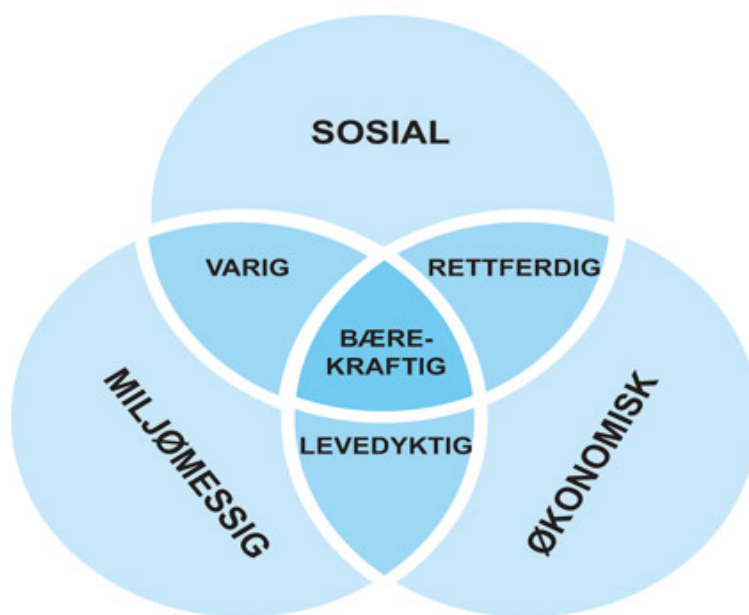 SOSIAL
VARIG
RETTFERDIG
BÆRE-
KRAFTIG
LEVEDYKTIG
MILJØMESSIG
ØKONOMISK